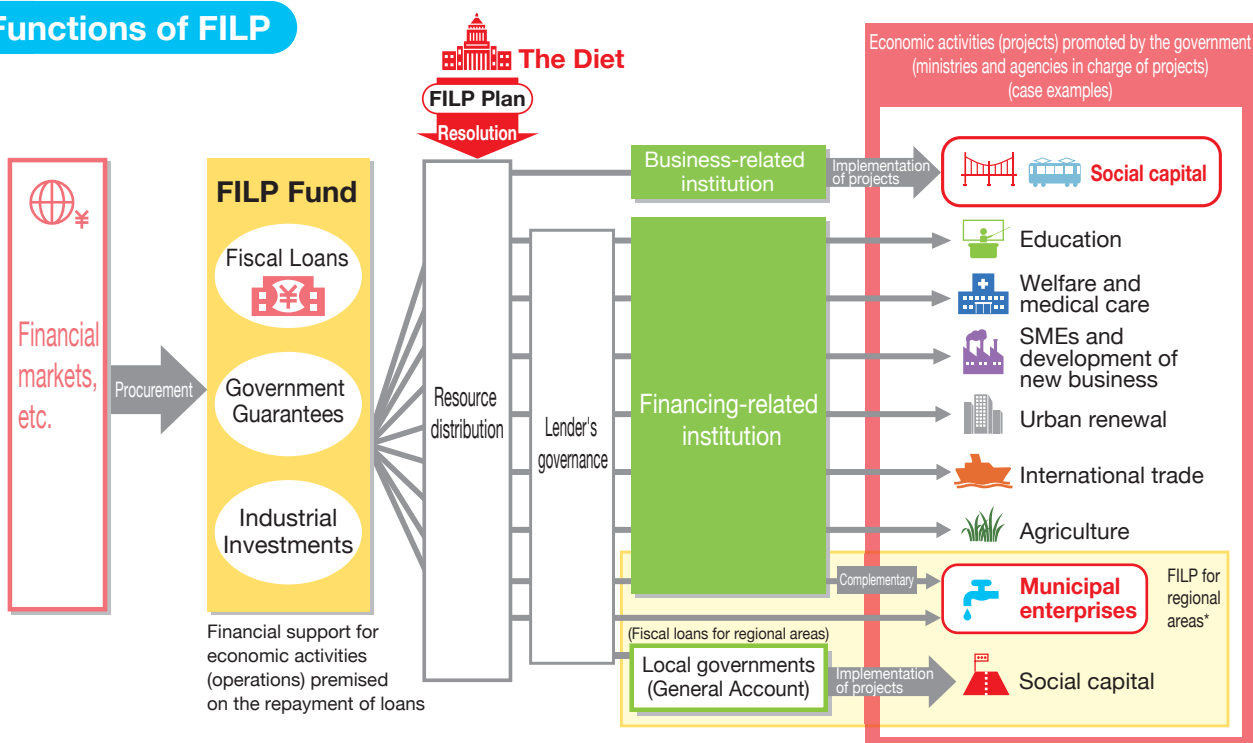 Functions of FILP
The Diet
FILP Plan
Resolution
Economic activities (projects) promoted by the government
(ministries and agencies in charge of projects)
(case examples)
¥
Financial
markets,
etc.
Procurement
FILP Fund
Fiscal Loans
¥
Government
Guarantees
Industrial
Investments
Financial support for
economic activities
(operations) premised
on the repayment of loans
Resource
distribution
Lender's
governance
Business-related
institution
Implementation
of projects
Social capital
Financing-related
institution
Education
Welfare and
medical care
SMEs and
development of
new business
Urban renewal
International trade
Agriculture
Complementary
Municipal
enterprises
FILP for
regional
areas*
(Fiscal loans for regional areas)
Local governments
(General Account)
Implementation
of projects
Social capital